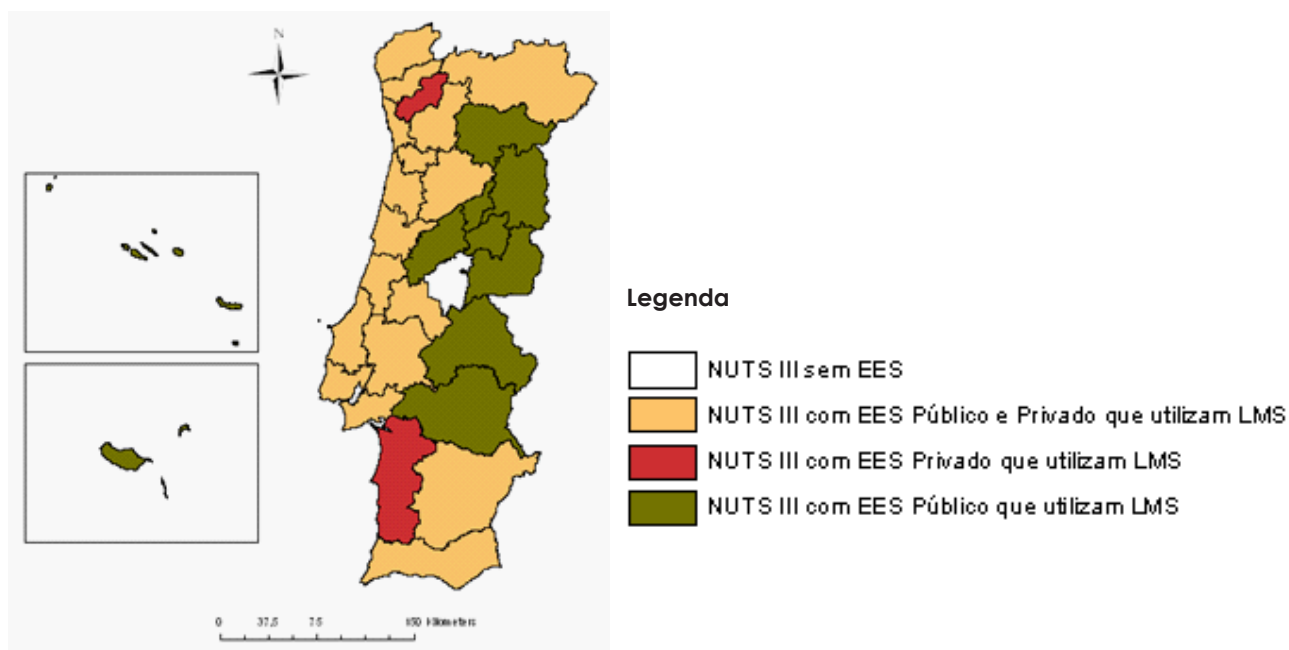 N
0 37,5 75 150 Kilometers
Legenda
NUTS III sem EES
NUTS III com EES Público e Privado que utilizam LMS
NUTS III com EES Privado que utilizam LMS
NUTS III com EES Público que utilizam LMS